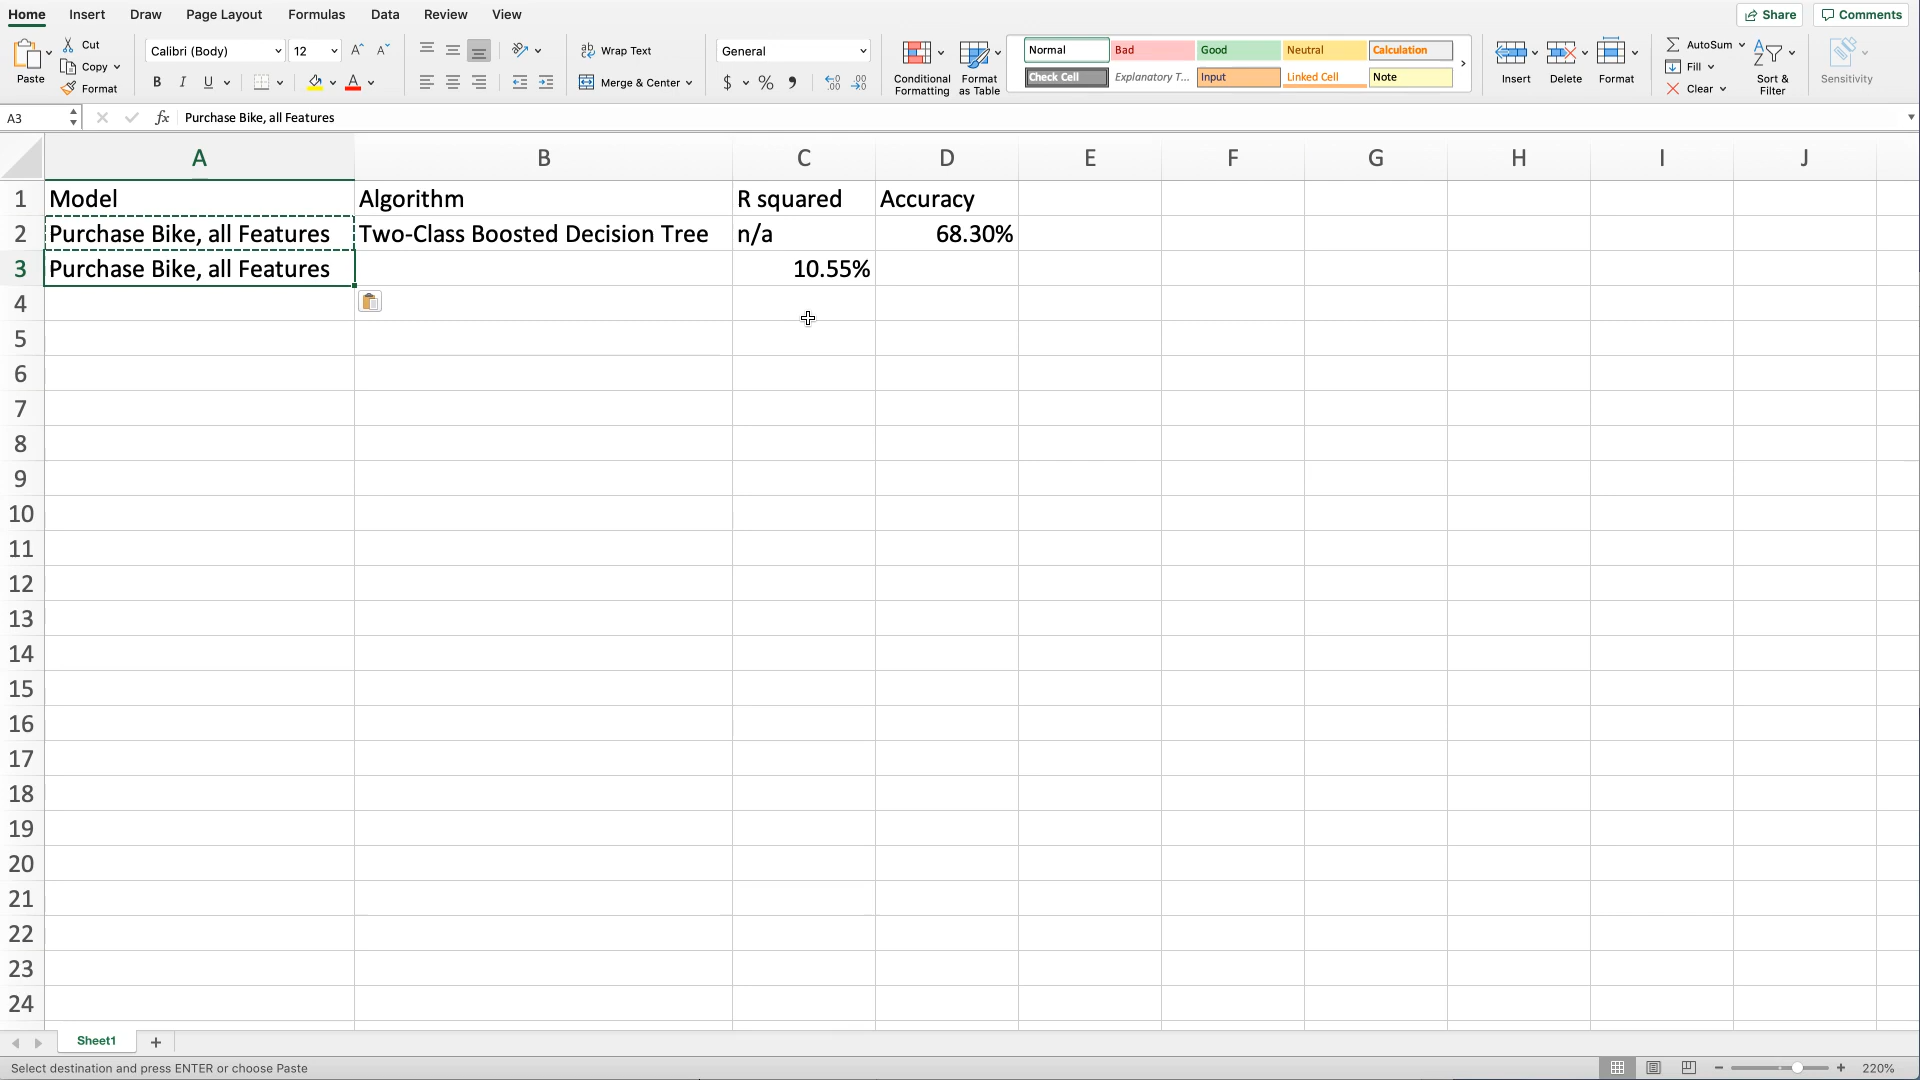 Home Insert Draw Page Layout Formulas Data Review View Share Comments
Paste Cut Copy Format
Calibri (Body) 12
B I U A
Wrap Text
Merge & Center
General
$ %
Conditional Formatting Format as Table
Normal Bad Good Neutral Calculation
Check Cell Explanatory T... Input Linked Cell Note
Insert Delete Format
AutoSum
Fill
Clear
Sort & Filter
Sensitivity
A3 fx Purchase Bike, all Features
A B C D E F G H I J
1 Model Algorithm R squared Accuracy
2 Purchase Bike, all Features Two-Class Boosted Decision Tree n/a 68.30%
3 Purchase Bike, all Features 10.55%
4
5
6
7
8
9
10
11
12
13
14
15
16
17
18
19
20
21
22
23
24
Sheet1
Select destination and press ENTER or choose Paste 220%